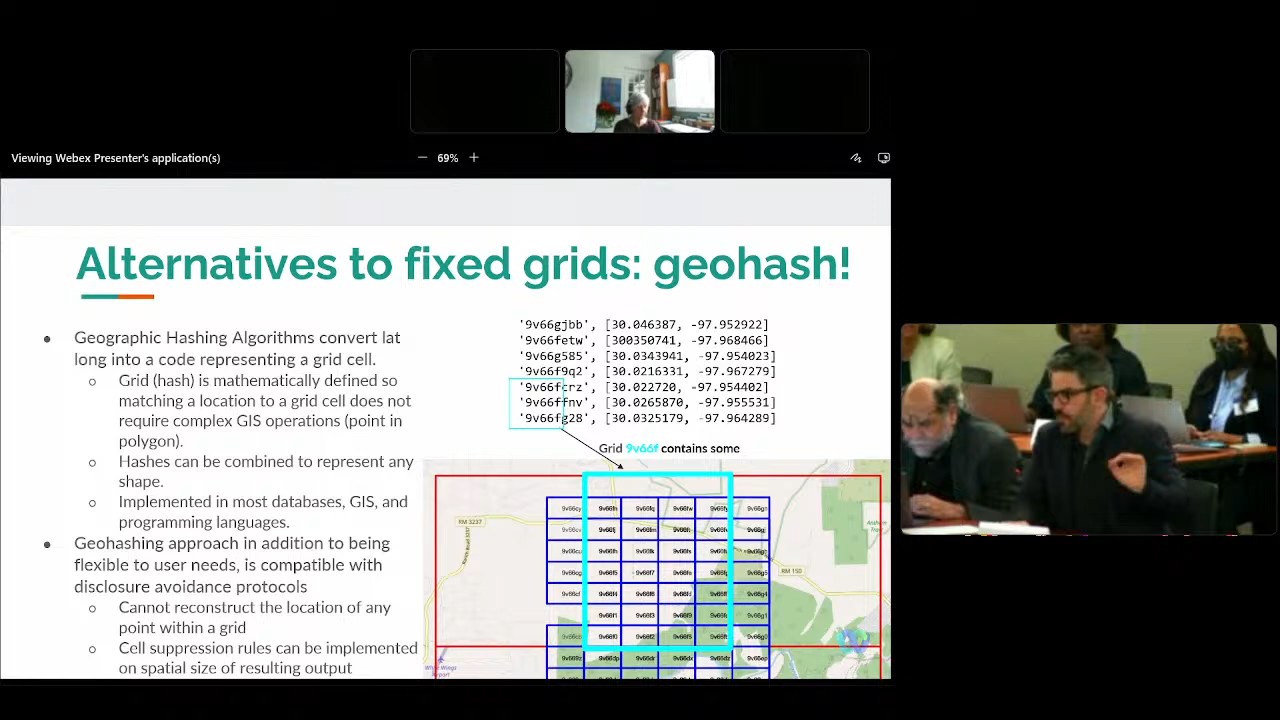 Viewing Webex Presenter's application(s)
69%
Alternatives to fixed grids: geohash!
Geographic Hashing Algorithms convert lat
long into a code representing a grid cell.
Grid (hash) is mathematically defined so
matching a location to a grid cell does not
require complex GIS operations (point in
polygon).
Hashes can be combined to represent any
shape.
Implemented in most databases, GIS, and
programming languages.
Geohashing approach in addition to being
flexible to user needs, is compatible with
disclosure avoidance protocols
Cannot reconstruct the location of any
point within a grid
Cell suppression rules can be implemented
on spatial size of resulting output
'9v66gjbb', [30.046387, -97.952922]
'9v66fetw', [300350741, -97.968466]
'9v66g585', [30.0343941, -97.954023]
'9v66f9q2', [30.0216331, -97.967279]
'9v66fcrz', [30.022720, -97.954402]
'9v66ffnv', [30.0265870, -97.955531]
'9v66fg28', [30.0325179, -97.964289]
Grid 9v66f contains some
RM 3237
RM 150